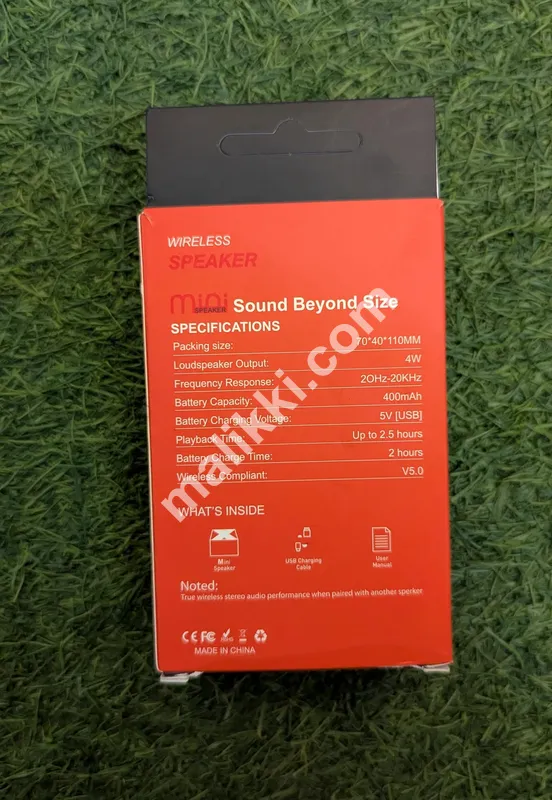 WIRELESS
SPEAKER
mini SPEAKER Sound Beyond Size
SPECIFICATIONS
Packing size: 70*40*110MM
Loudspeaker Output: 4W
Frequency Response: 2OHz-20KHz
Battery Capacity: 400mAh
Battery Charging Voltage: 5V [USB]
Playback Time: Up to 2.5 hours
Battery Charge Time: 2 hours
Wireless Compliant: V5.0
malikki.com
WHAT'S INSIDE
Mini Speaker
USB Charging Cable
User Manual
Noted:
True wireless stereo audio performance when paired with another sperker
CE FC RoHS
MADE IN CHINA